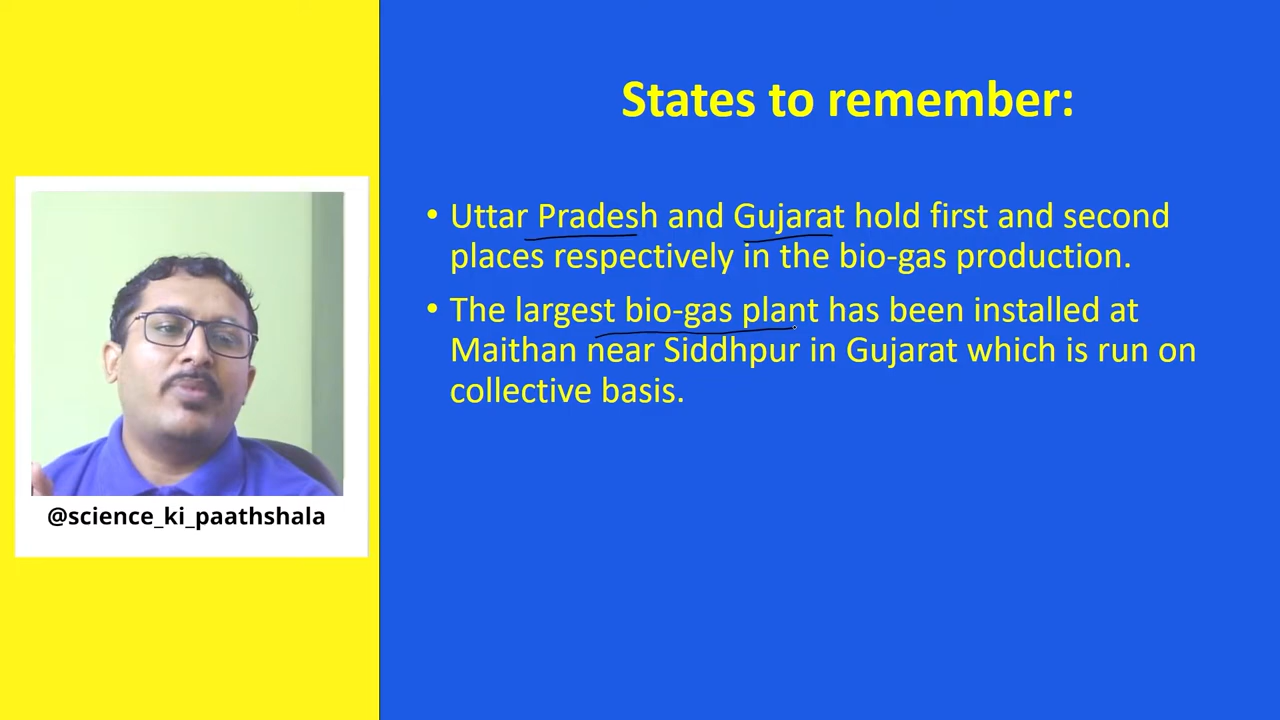 States to remember:
• Uttar Pradesh and Gujarat hold first and second
places respectively in the bio-gas production.
• The largest bio-gas plant has been installed at
Maithan near Siddhpur in Gujarat which is run on
collective basis.
@science_ki_paathshala